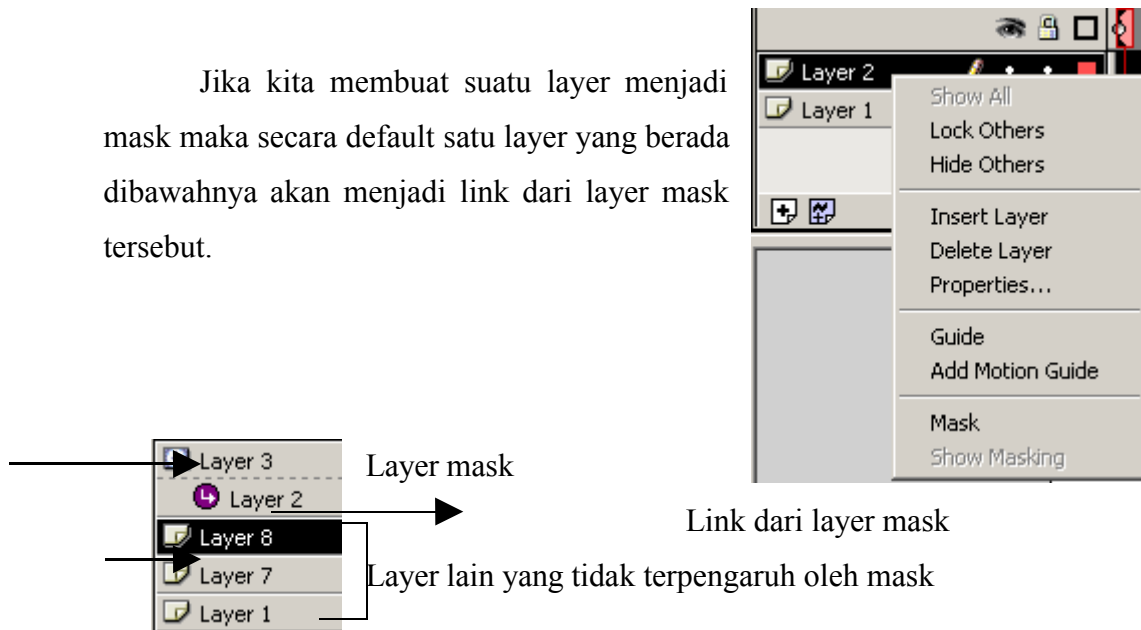 Jika kita membuat suatu layer menjadi
mask maka secara default satu layer yang berada
dibawahnya akan menjadi link dari layer mask
tersebut.
Layer 2
Layer 1
Show All
Lock Others
Hide Others
Insert Layer
Delete Layer
Properties...
Guide
Add Motion Guide
Mask
Show Masking
Layer 3
Layer mask
Layer 2
Link dari layer mask
Layer 8
Layer 7
Layer lain yang tidak terpengaruh oleh mask
Layer 1